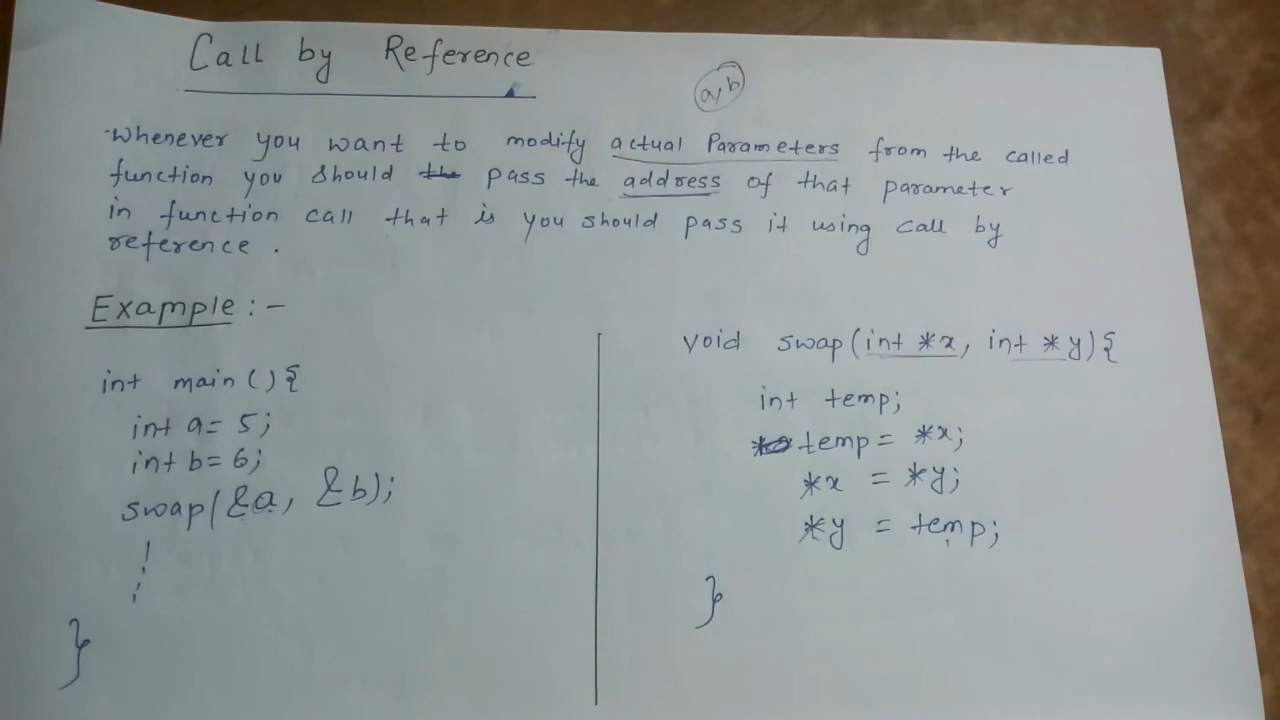 Call by Reference
a,b
Whenever you want to modify actual Parameters from the called
function you should the pass the address of that parameter
in function call that is you should pass it using call by
reference.
Example:-
int main(){
int a= 5;
int b= 6;
swap(&a, &b);
}
void swap(int *x, int *y){
int temp;
temp= *x;
*x = *y;
*y = temp;
}